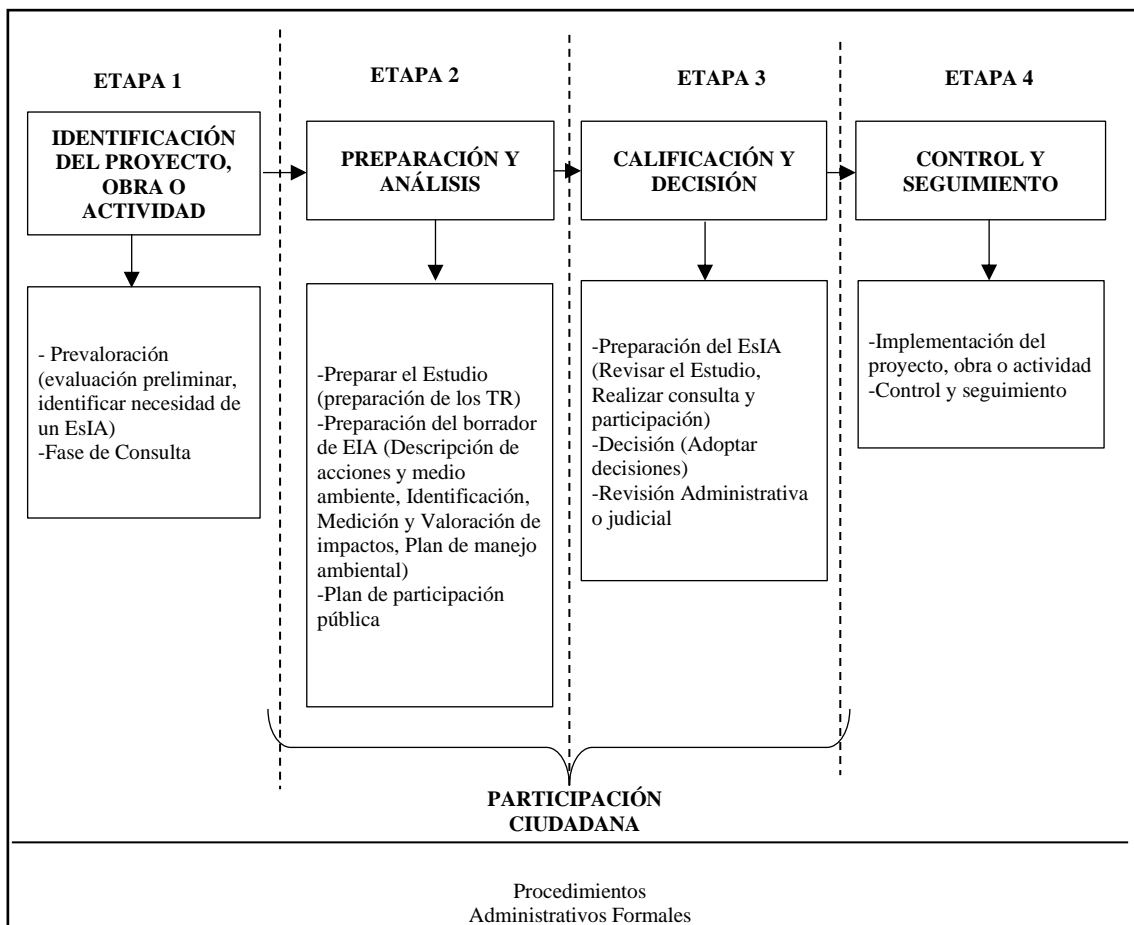 ETAPA 1
IDENTIFICACIÓN
DEL PROYECTO,
OBRA O
ACTIVIDAD
- Prevaloración
(evaluación preliminar,
identificar necesidad de
un EsIA)
-Fase de Consulta
ETAPA 2
PREPARACIÓN Y
ANÁLISIS
-Preparar el Estudio
(preparación de los TR)
-Preparación del borrador
de EIA (Descripción de
acciones y medio
ambiente, Identificación,
Medición y Valoración de
impactos, Plan de manejo
ambiental)
-Plan de participación
pública
ETAPA 3
CALIFICACIÓN Y
DECISIÓN
-Preparación del EsIA
(Revisar el Estudio,
Realizar consulta y
participación)
-Decisión (Adoptar
decisiones)
-Revisión Administrativa
o judicial
ETAPA 4
CONTROL Y
SEGUIMIENTO
-Implementación del
proyecto, obra o actividad
-Control y seguimiento
PARTICIPACIÓN
CIUDADANA
Procedimientos
Administrativos Formales